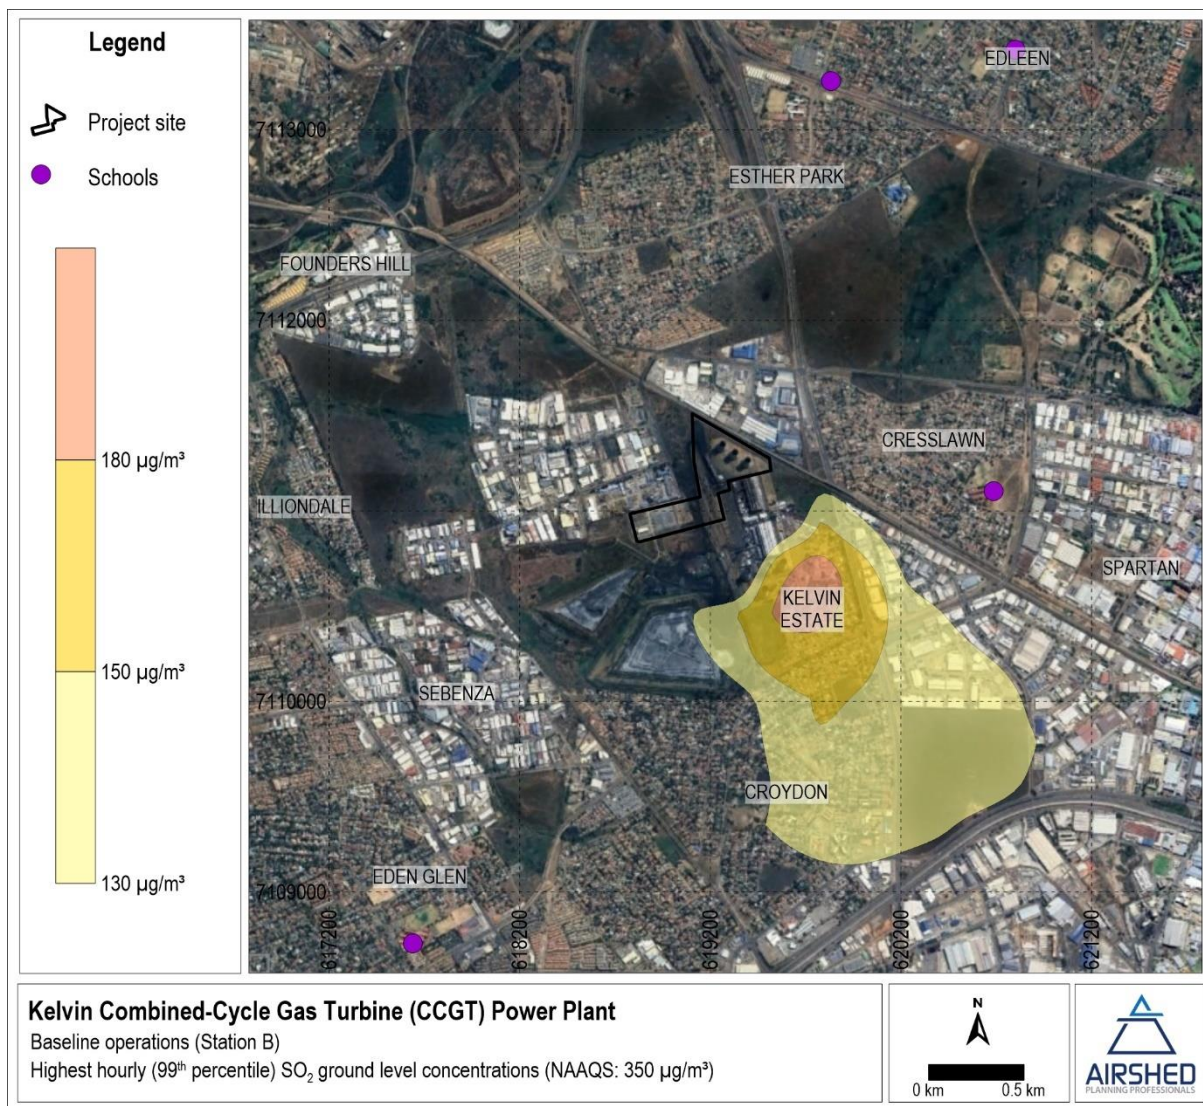 Legend
Project site
Schools
180 µg/m³
150 µg/m³
130 µg/m³
EDLEEN
7113000
ESTHER PARK
FOUNDERS HILL
7112000
CRESSLAWN
ILLIONDALE
SPARTAN
KELVIN
ESTATE
SEBENZA
7110000
CROYDON
EDEN GLEN
7109000
617200
618200
619200
620200
621200
Kelvin Combined-Cycle Gas Turbine (CCGT) Power Plant
Baseline operations (Station B)
Highest hourly (99th percentile) SO₂ ground level concentrations (NAAQS: 350 µg/m³)
N
0 km 0.5 km
AIRSHED
PLANNING PROFESSIONALS